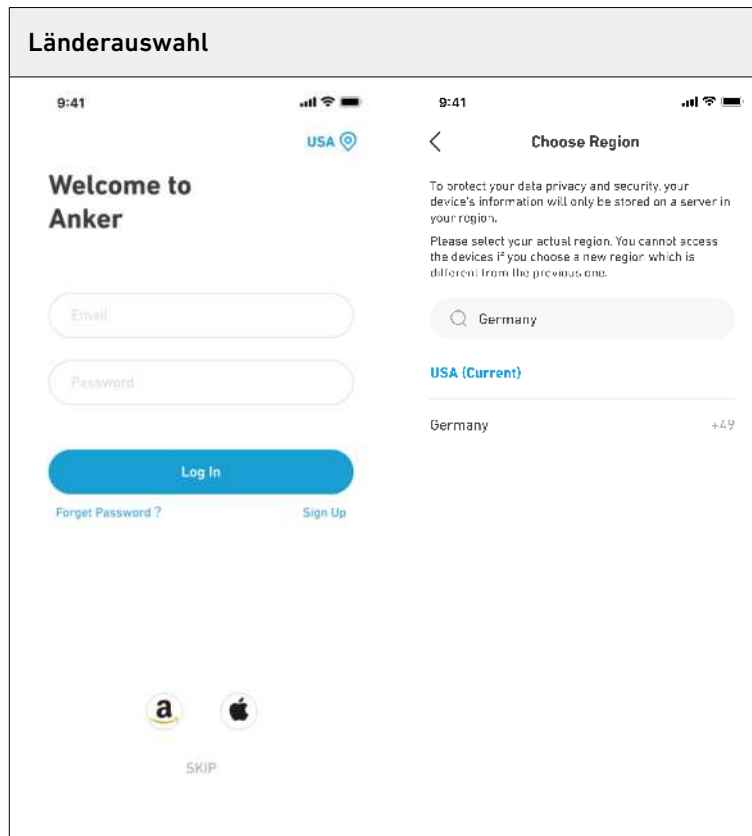 Länderauswahl
9:41
USA
Welcome to
Anker
Email
Password
Log In
Forget Password ?
Sign Up
a
SKIP
9:41
Choose Region
To protect your data privacy and security, your
device's information will only be stored on a server in
your region.
Please select your actual region. You cannot access
the devices if you choose a new region which is
different from the previous one.
Germany
USA (Current)
Germany
+49